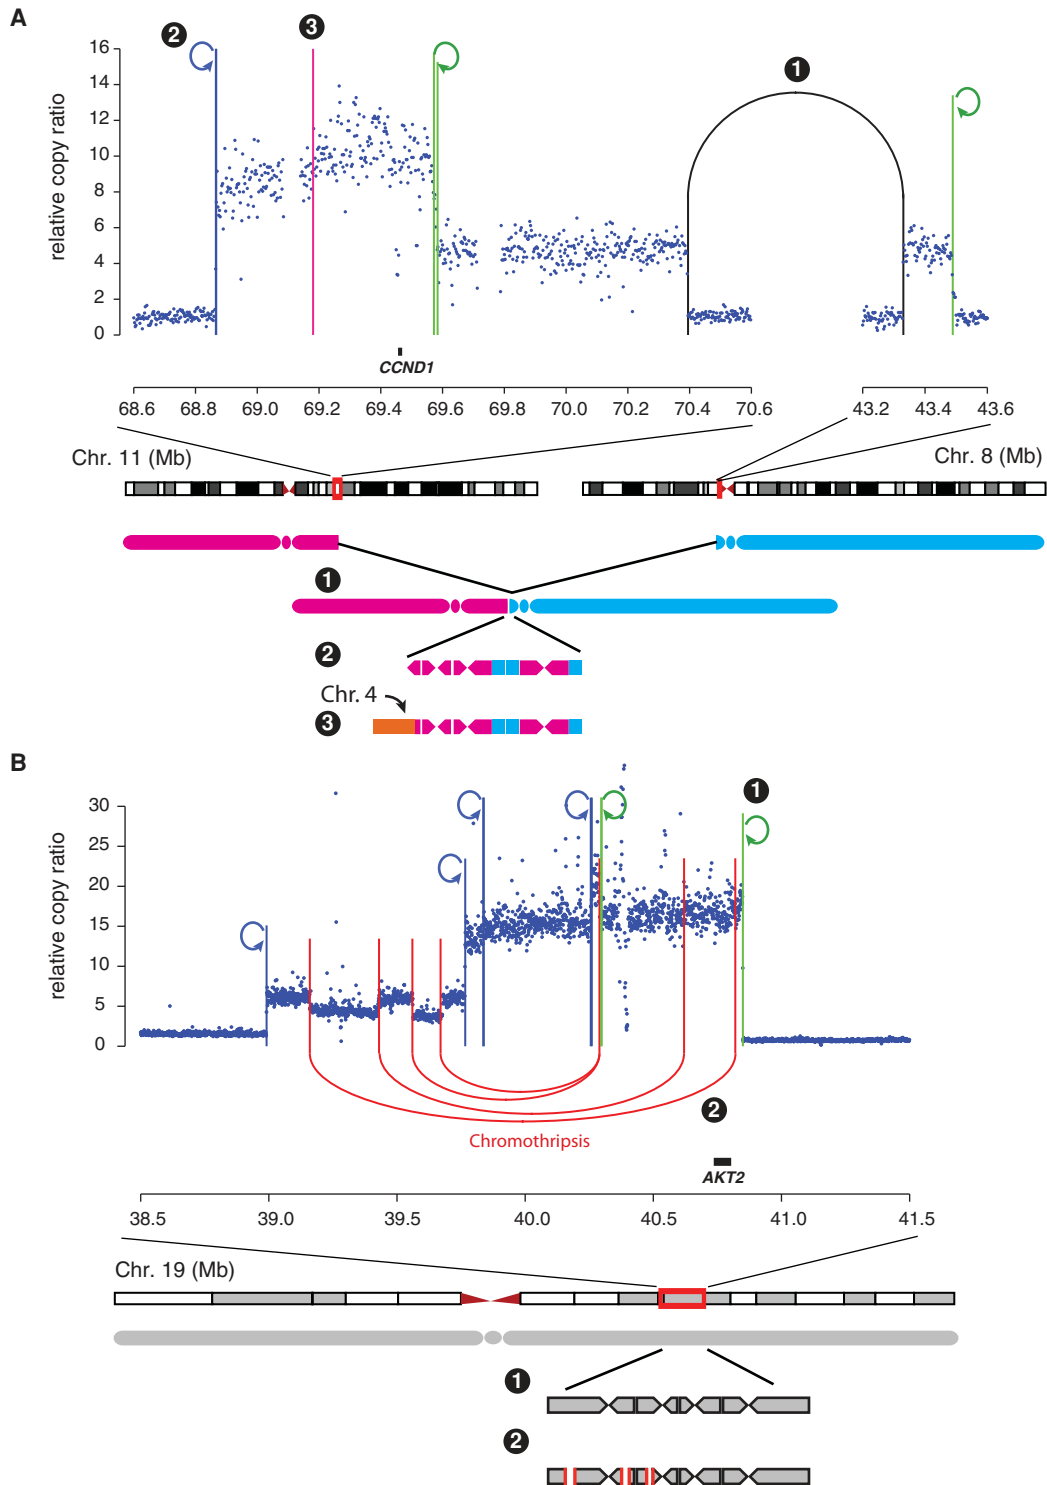 A
2
3
1
relative copy ratio
16
14
12
10
8
6
4
2
0
CCND1
68.6 68.8 69.0 69.2 69.4 69.6 69.8 70.0 70.2 70.4 70.6 43.2 43.4 43.6
Chr. 11 (Mb) Chr. 8 (Mb)
1
2
Chr. 4
3
B
1
relative copy ratio
30
25
20
15
10
5
0
2
Chromothripsis
AKT2
38.5 39.0 39.5 40.0 40.5 41.0 41.5
Chr. 19 (Mb)
1
2